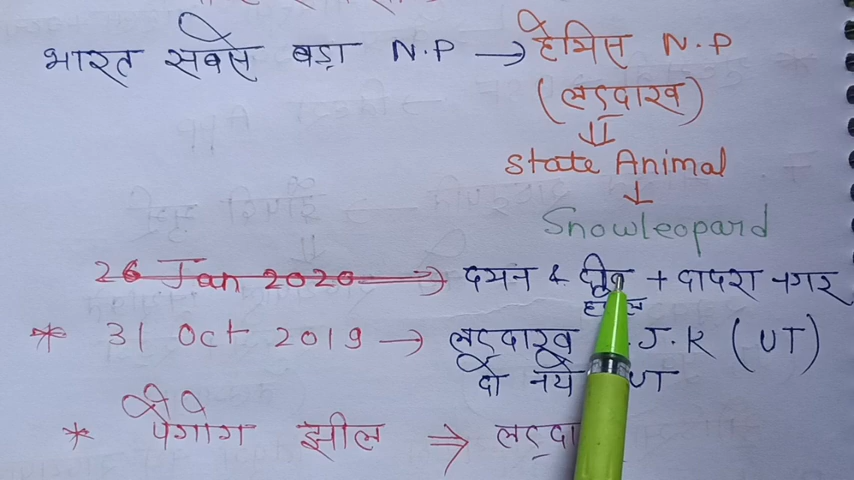 भारत सबसे बड़ा N.P → हेमिस N.P
(लद्दाख)
⇓
State Animal
↓
Snowleopard
26 Jan 2020 → दमन & दीव + दादरा नगर
हवेली
* 31 Oct 2019 → लद्दाख J.K (UT)
दो नये UT
* पैंगोंग झील ⇒